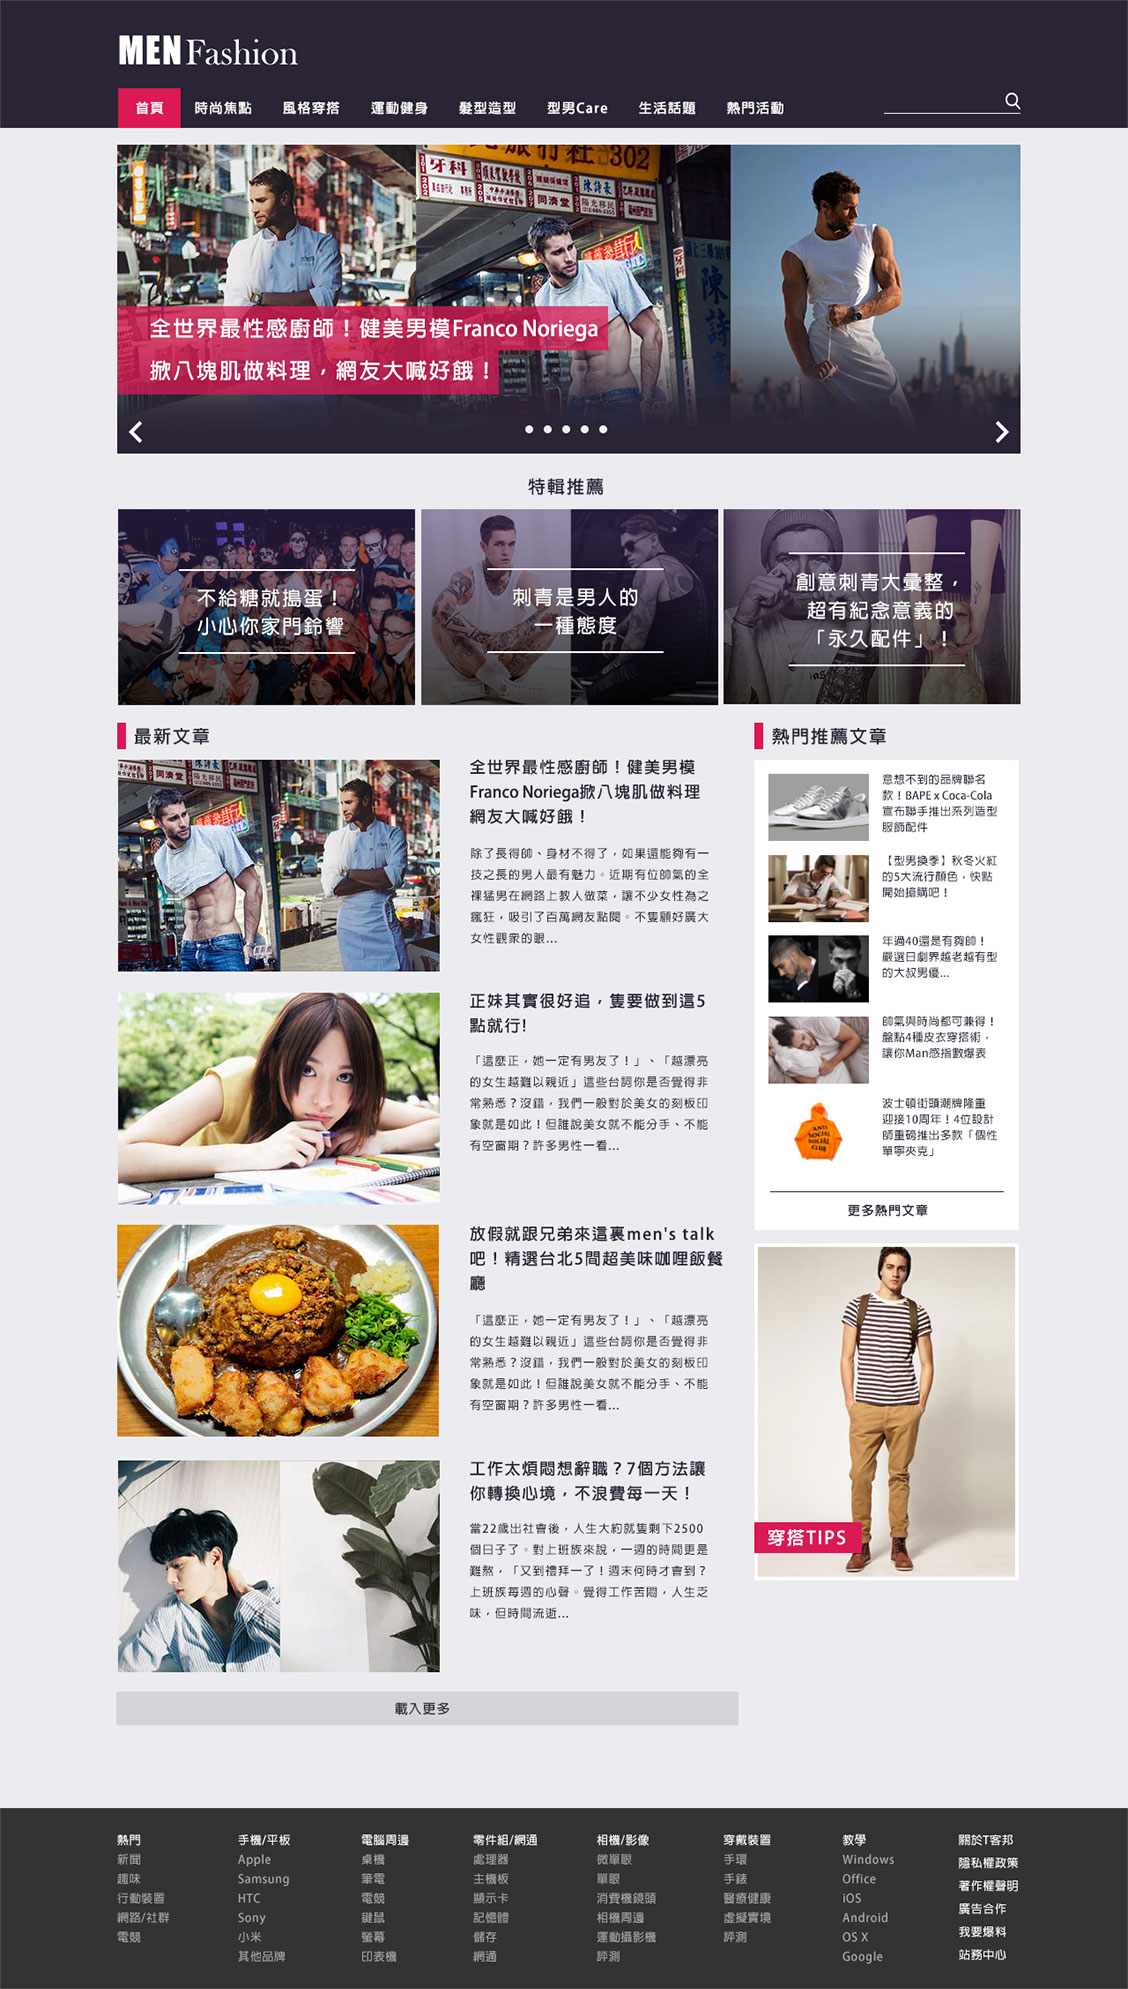 MEN Fashion
首頁 時尚焦點 風格穿搭 運動健身 髮型造型 型男Care 生活話題 熱門活動
旅行社 302
牙科
同濟堂
陳詩豪
陽光移民
全世界最性感廚師！健美男模Franco Noriega
掀八塊肌做料理，網友大喊好餓！
特輯推薦
不給糖就搗蛋！
小心你家門鈴響
刺青是男人的
一種態度
創意刺青大彙整，
超有紀念意義的
「永久配件」！
最新文章
全世界最性感廚師！健美男模
Franco Noriega掀八塊肌做料理
網友大喊好餓！
除了長得帥、身材不得了，如果還能夠有一
技之長的男人最有魅力。近期有位帥氣的全
裸猛男在網路上教人做菜，讓不少女性為之
瘋狂，吸引了百萬網友點閱。不隻顧好廣大
女性觀眾的眼...
正妹其實很好追，隻要做到這5
點就行!
「這麼正，她一定有男友了！」、「越漂亮
的女生越難以親近」這些台詞你是否覺得非
常熟悉？沒錯，我們一般對於美女的刻板印
象就是如此！但誰說美女就不能分手、不能
有空窗期？許多男性一看...
放假就跟兄弟來這裏men's talk
吧！精選台北5間超美味咖哩飯餐
廳
「這麼正，她一定有男友了！」、「越漂亮
的女生越難以親近」這些台詞你是否覺得非
常熟悉？沒錯，我們一般對於美女的刻板印
象就是如此！但誰說美女就不能分手、不能
有空窗期？許多男性一看...
工作太煩悶想辭職？7個方法讓
你轉換心境，不浪費每一天！
當22歲出社會後，人生大約就隻剩下2500
個日子了。對上班族來說，一週的時間更是
難熬，「又到禮拜一了！週末何時才會到？
上班族每週的心聲。覺得工作苦悶，人生乏
味，但時間流逝...
載入更多
熱門推薦文章
意想不到的品牌聯名
款！BAPE x Coca-Cola
宣布聯手推出系列造型
服飾配件
【型男換季】秋冬火紅
的5大流行顏色，快點
開始搶購吧！
年過40還是有夠帥！
嚴選日劇界越老越有型
的大叔男優...
帥氣與時尚都可兼得！
盤點4種皮衣穿搭術，
讓你Man感指數爆表
ANTI
SOCIAL
SOCIAL
CLUB
波士頓街頭潮牌隆重
迎接10周年！4位設計
師重磅推出多款「個性
單寧夾克」
更多熱門文章
穿搭TIPS
熱門
新聞
趣味
行動裝置
網路/社群
電競
手機/平板
Apple
Samsung
HTC
Sony
小米
其他品牌
電腦周邊
桌機
筆電
電競
鍵鼠
螢幕
印表機
零件組/網通
處理器
主機板
顯示卡
記憶體
儲存
網通
相機/影像
微單眼
單眼
消費機鏡頭
相機周邊
運動攝影機
評測
穿戴裝置
手環
手錶
醫療健康
虛擬實境
評測
教學
Windows
Office
iOS
Android
OS X
Google
關於T客邦
隱私權政策
著作權聲明
廣告合作
我要爆料
站務中心